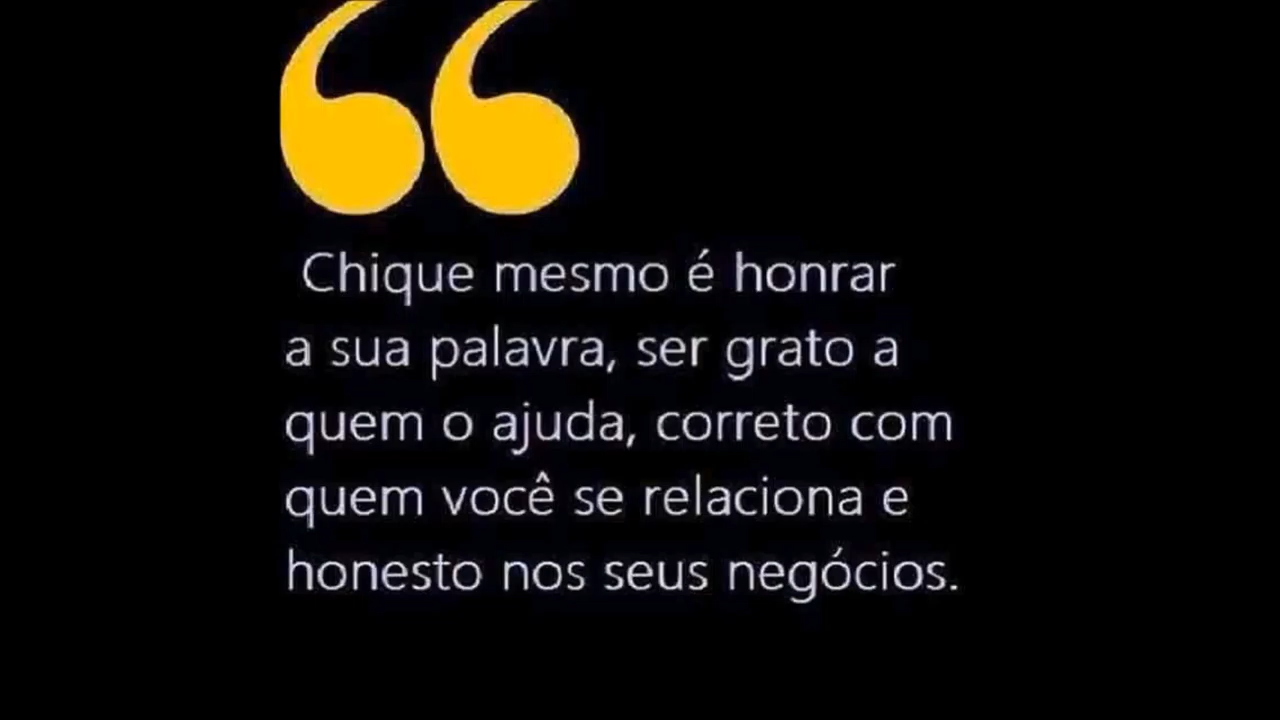 Chique mesmo é honrar
a sua palavra, ser grato a
quem o ajuda, correto com
quem você se relaciona e
honesto nos seus negócios.